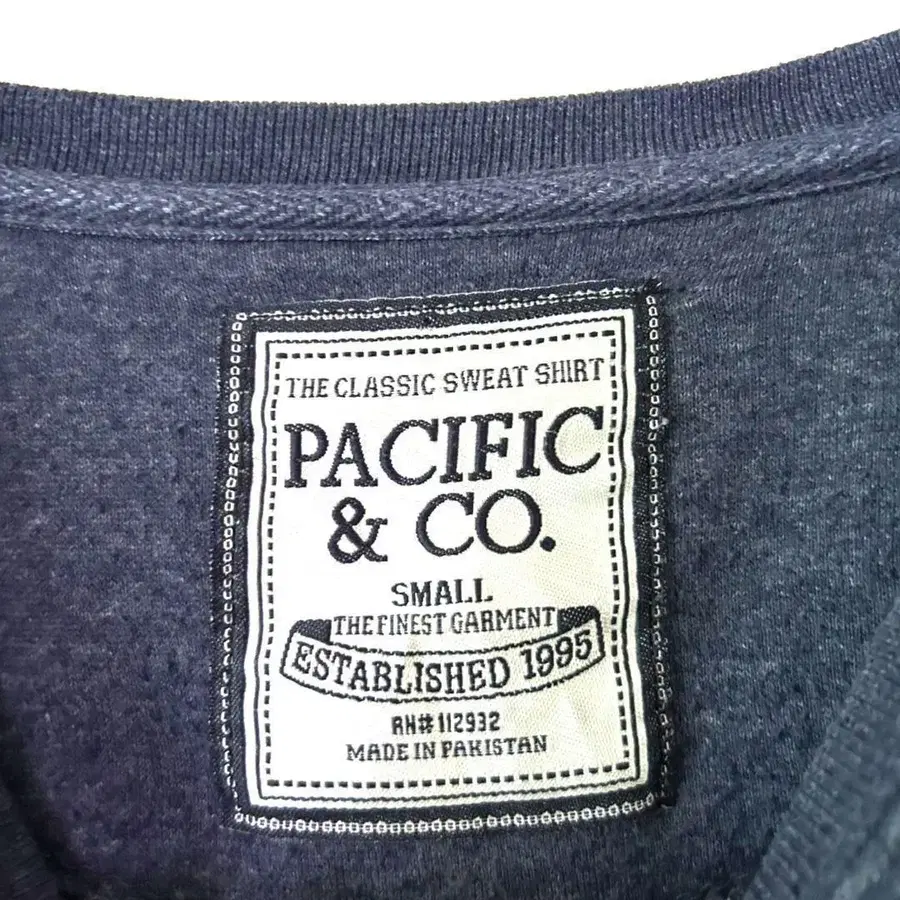 THE CLASSIC SWEAT SHIRT
PACIFIC
& CO.
SMALL
THE FINEST GARMENT
ESTABLISHED 1995
RN# 112932
MADE IN PAKISTAN